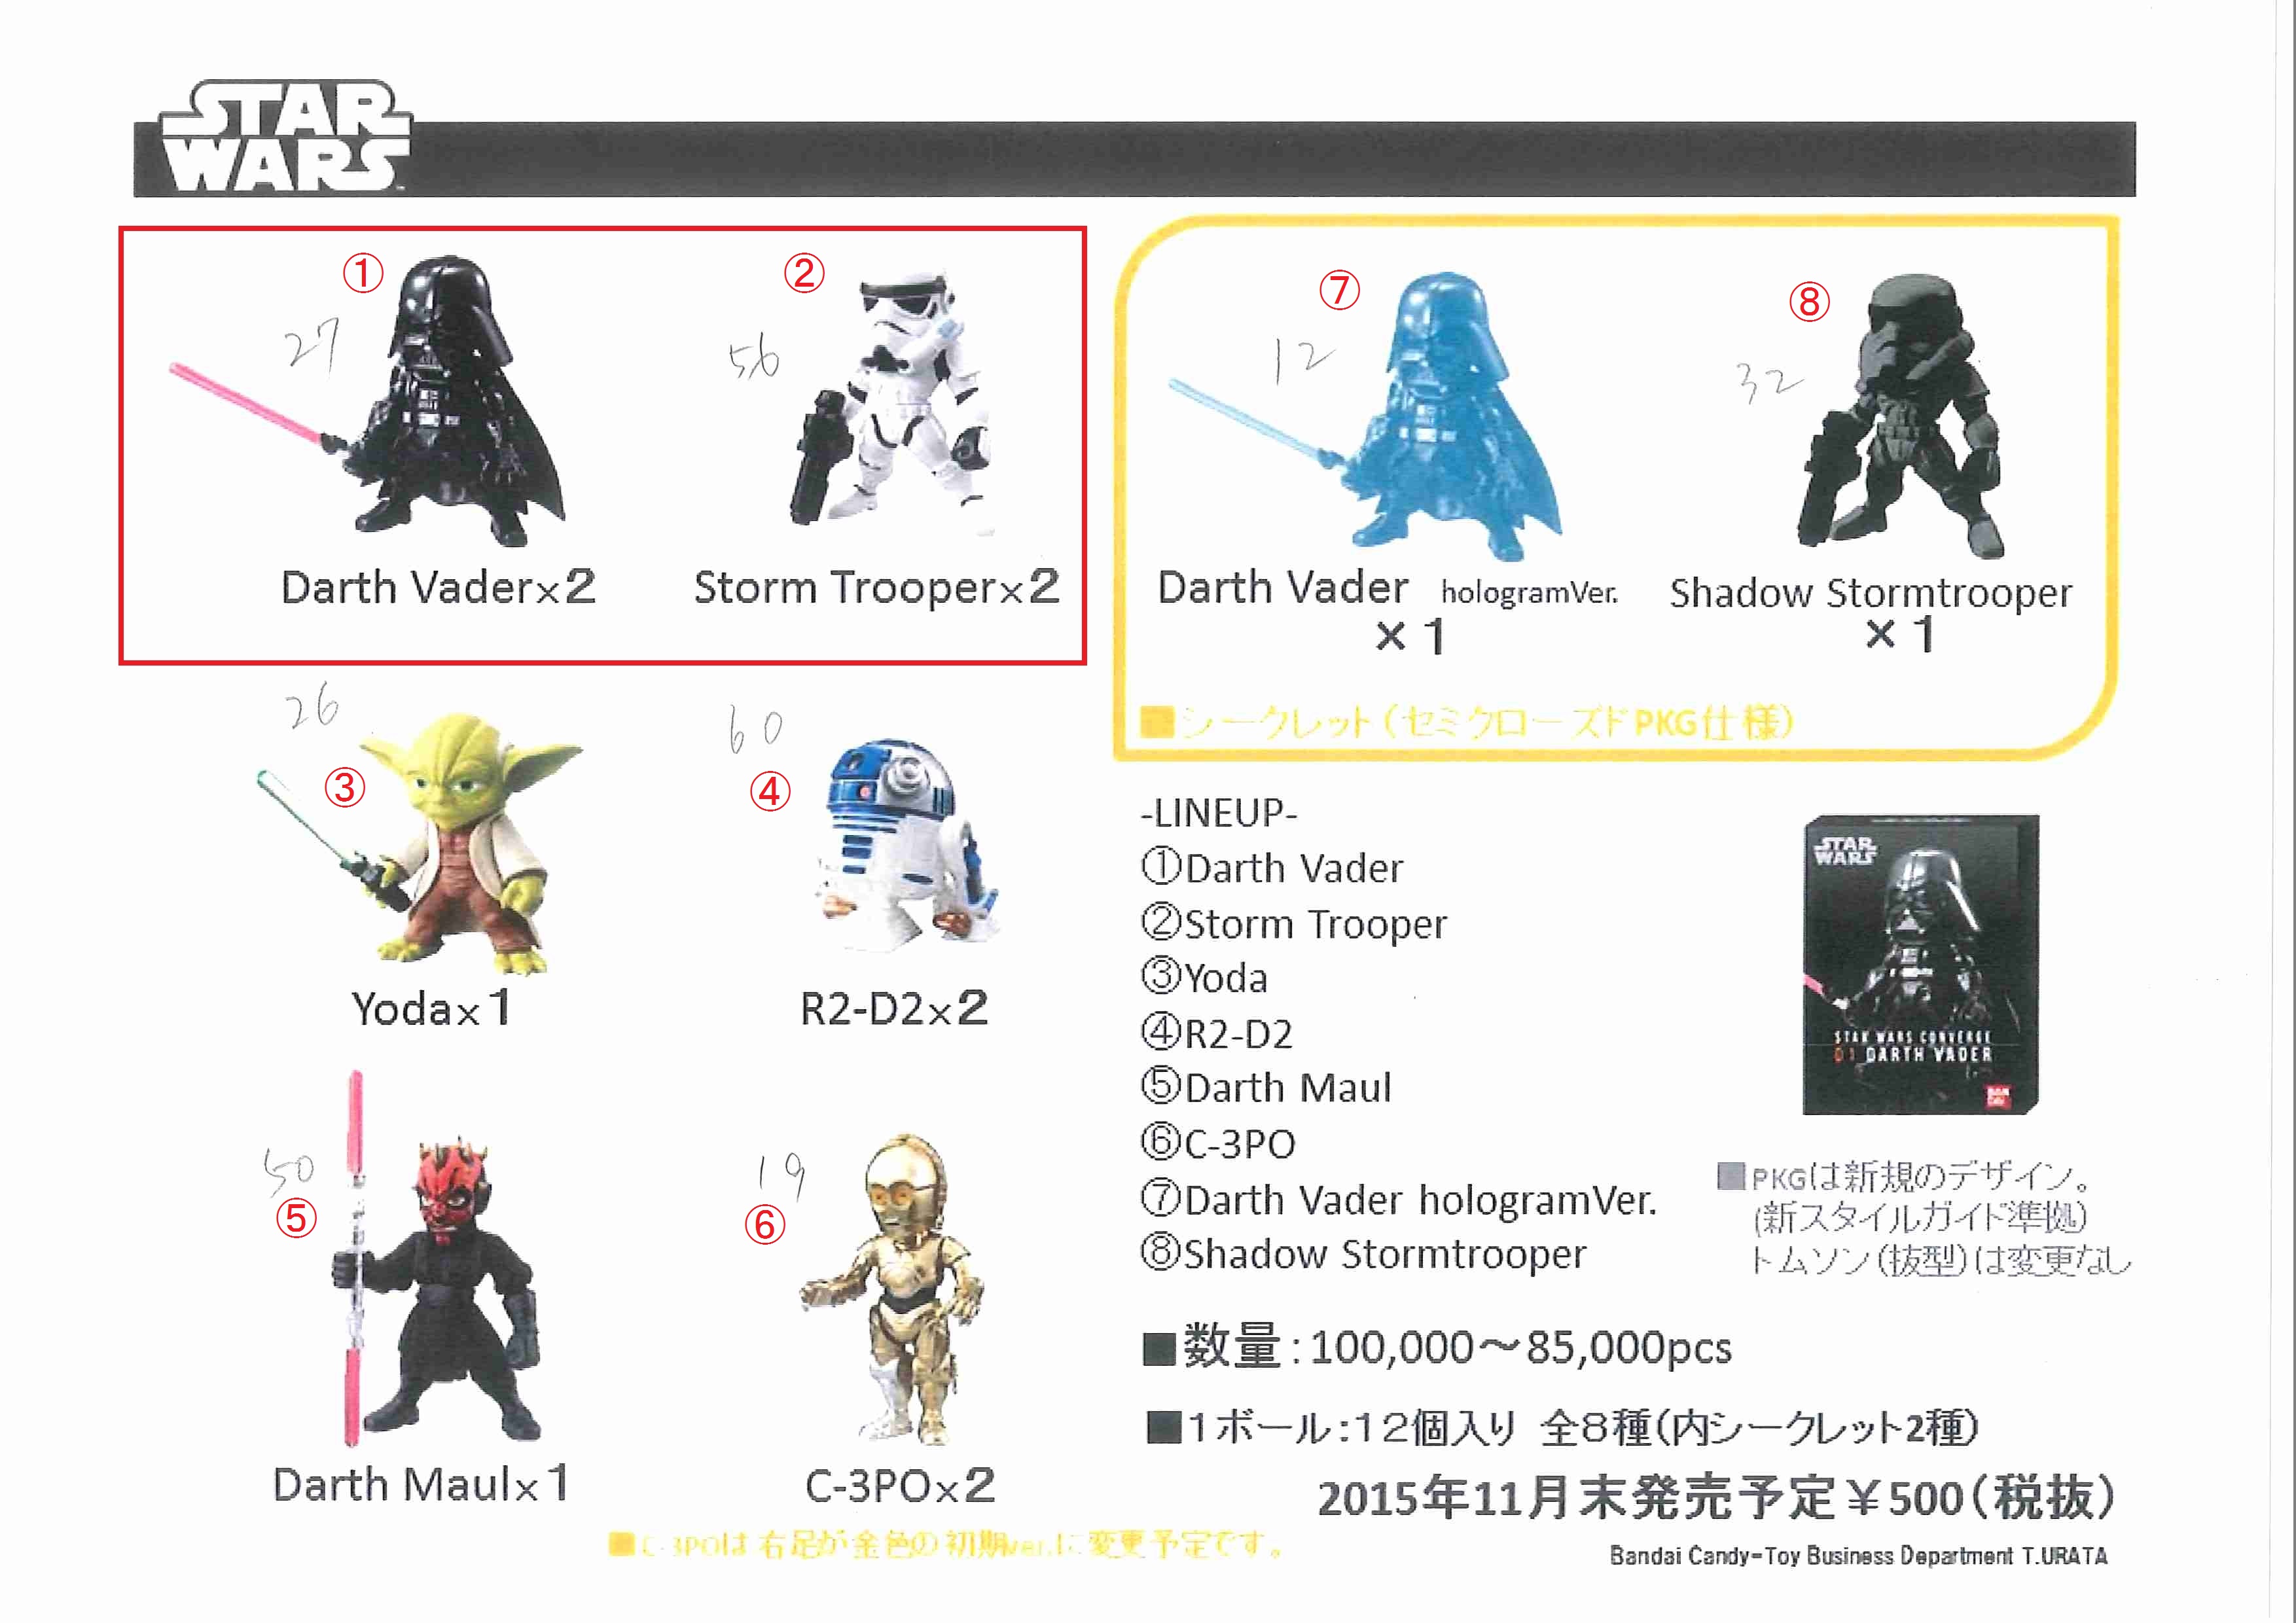 STAR
WARS
①
27
②
56
Darth Vader×2
Storm Trooper×2
⑦
12
⑧
32
Darth Vader hologramVer.
×1
Shadow Stormtrooper
×1
■シークレット（セミクローズドPKG仕様）
26
③
Yoda×1
60
④
R2-D2×2
50
⑤
Darth Maul×1
19
⑥
C-3PO×2
■C-3POは右足が金色の初期ver.に変更予定です。
-LINEUP-
①Darth Vader
②Storm Trooper
③Yoda
④R2-D2
⑤Darth Maul
⑥C-3PO
⑦Darth Vader hologramVer.
⑧Shadow Stormtrooper
STAR
WARS
STAR WARS CONVERGE
01 DARTH VADER
BAN
DAI
■PKGは新規のデザイン。
(新スタイルガイド準拠)
トムソン（抜型）は変更なし
■数量：100,000～85,000pcs
■1ボール：12個入り 全8種（内シークレット2種）
2015年11月末発売予定￥500（税抜）
Bandai Candy-Toy Business Department T.URATA